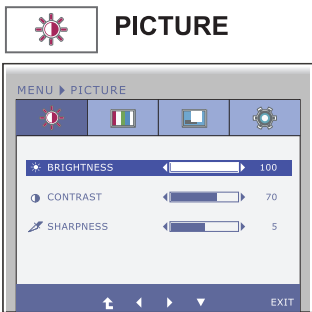 PICTURE
MENU PICTURE
BRIGHTNESS 100
CONTRAST 70
SHARPNESS 5
EXIT